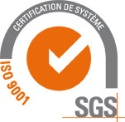 CERTIFICATION DE SYSTÈME
ISO 9001
SGS